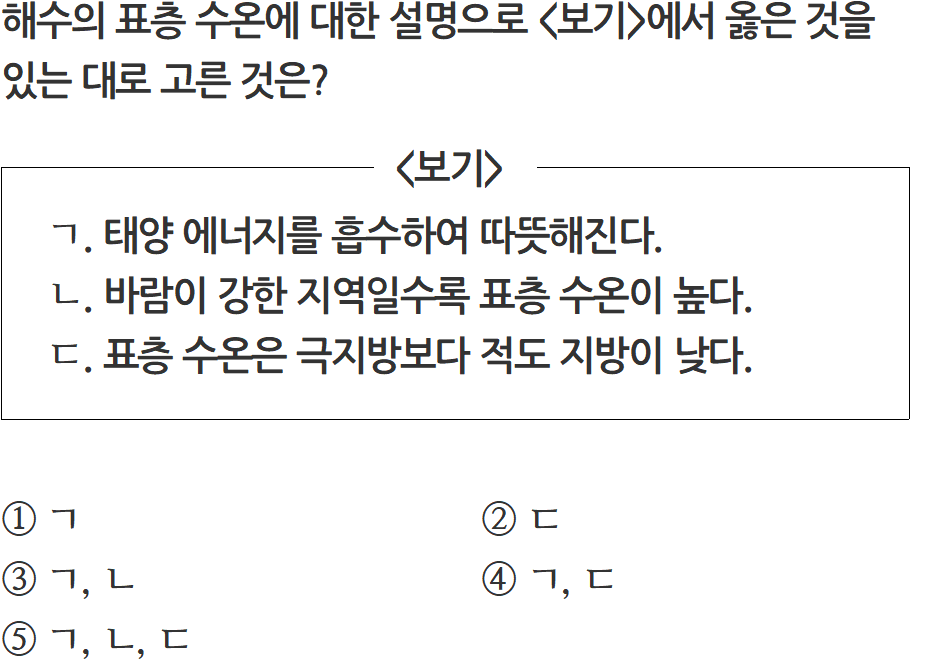 해수의 표층 수온에 대한 설명으로 <보기>에서 옳은 것을
있는 대로 고른 것은?
<보기>
ㄱ. 태양 에너지를 흡수하여 따뜻해진다.
ㄴ. 바람이 강한 지역일수록 표층 수온이 높다.
ㄷ. 표층 수온은 극지방보다 적도 지방이 낮다.
① ㄱ ② ㄷ
③ ㄱ, ㄴ ④ ㄱ, ㄷ
⑤ ㄱ, ㄴ, ㄷ